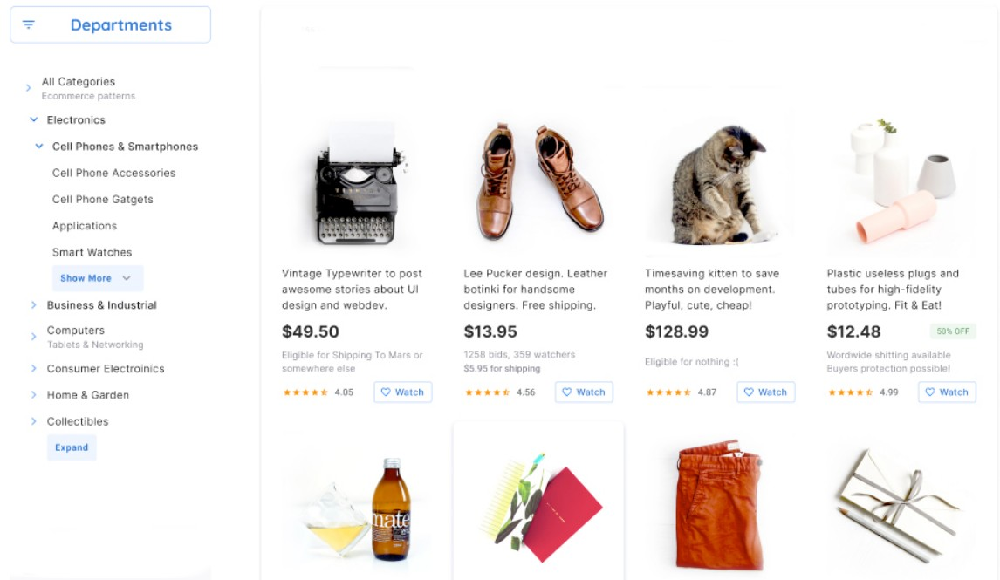 Departments
All Categories
Ecommerce patterns
Electronics
Cell Phones & Smartphones
Cell Phone Accessories
Cell Phone Gatgets
Applications
Smart Watches
Show More
Business & Industrial
Computers
Tablets & Networking
Consumer Electroinics
Home & Garden
Collectibles
Expand
Vintage Typewriter to post
awesome stories about UI
design and webdev.
$49.50
Eligible for Shipping To Mars or
somewhere else
4.05
Watch
Lee Pucker design. Leather
botinki for handsome
designers. Free shipping.
$13.95
1258 bids, 359 watchers
$5.95 for shipping
4.56
Watch
Timesaving kitten to save
months on development.
Playful, cute, cheap!
$128.99
Eligible for nothing :(
4.87
Watch
Plastic useless plugs and
tubes for high-fidelity
prototyping. Fit & Eat!
$12.48
50% OFF
Wordwide shitting available
Buyers protection possible!
4.99
Watch
mate